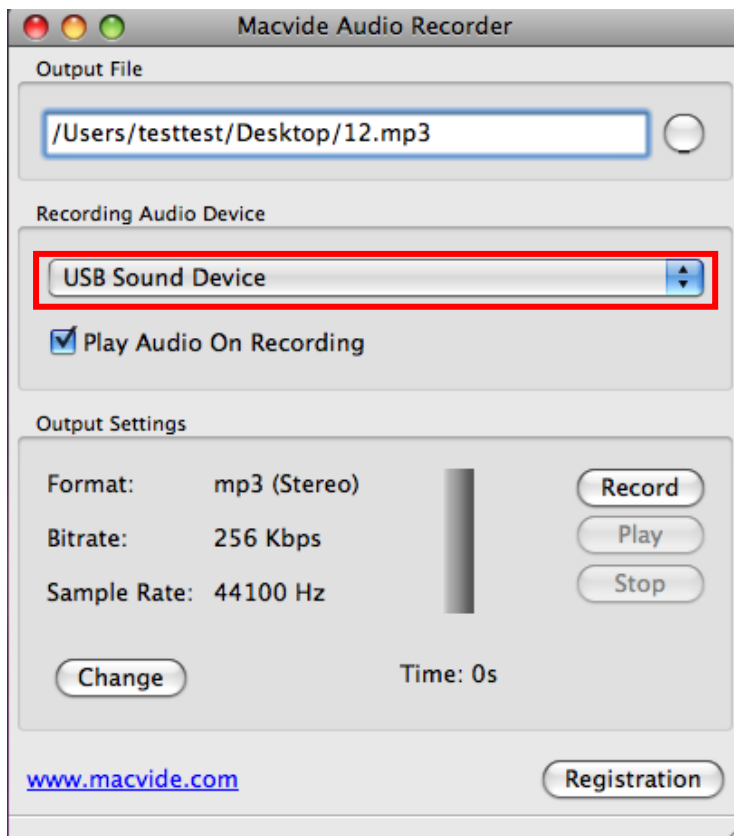 Macvide Audio Recorder
Output File
/Users/testtest/Desktop/12.mp3
Recording Audio Device
USB Sound Device
Play Audio On Recording
Output Settings
Format: mp3 (Stereo)
Record
Bitrate: 256 Kbps
Play
Sample Rate: 44100 Hz
Stop
Change
Time: 0s
www.macvide.com
Registration